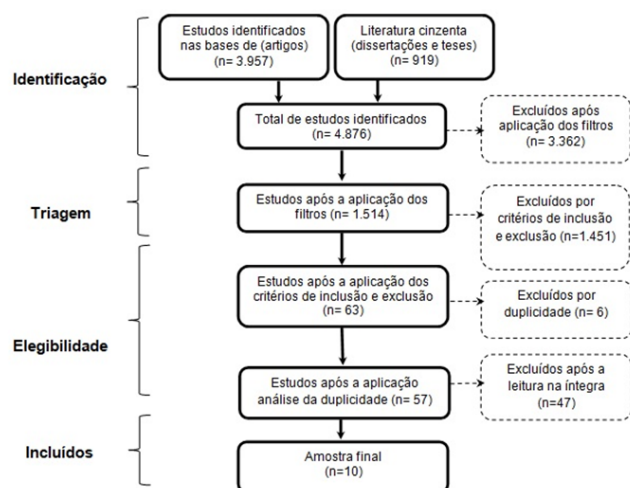 Estudos identificados
nas bases de (artigos)
(n= 3.957)
Literatura cinzenta
(dissertações e teses)
(n= 919)
Identificação
Total de estudos identificados
(n= 4.876)
Excluídos após
aplicação dos filtros
(n= 3.362)
Triagem
Estudos após a aplicação dos
filtros (n= 1.514)
Excluídos por
critérios de inclusão
e exclusão (n=1.451)
Estudos após a aplicação dos
critérios de inclusão e exclusão
(n= 63)
Excluídos por
duplicidade (n= 6)
Elegibilidade
Estudos após a aplicação
análise da duplicidade (n= 57)
Excluídos após a
leitura na íntegra
(n=47)
Incluídos
Amostra final
(n=10)